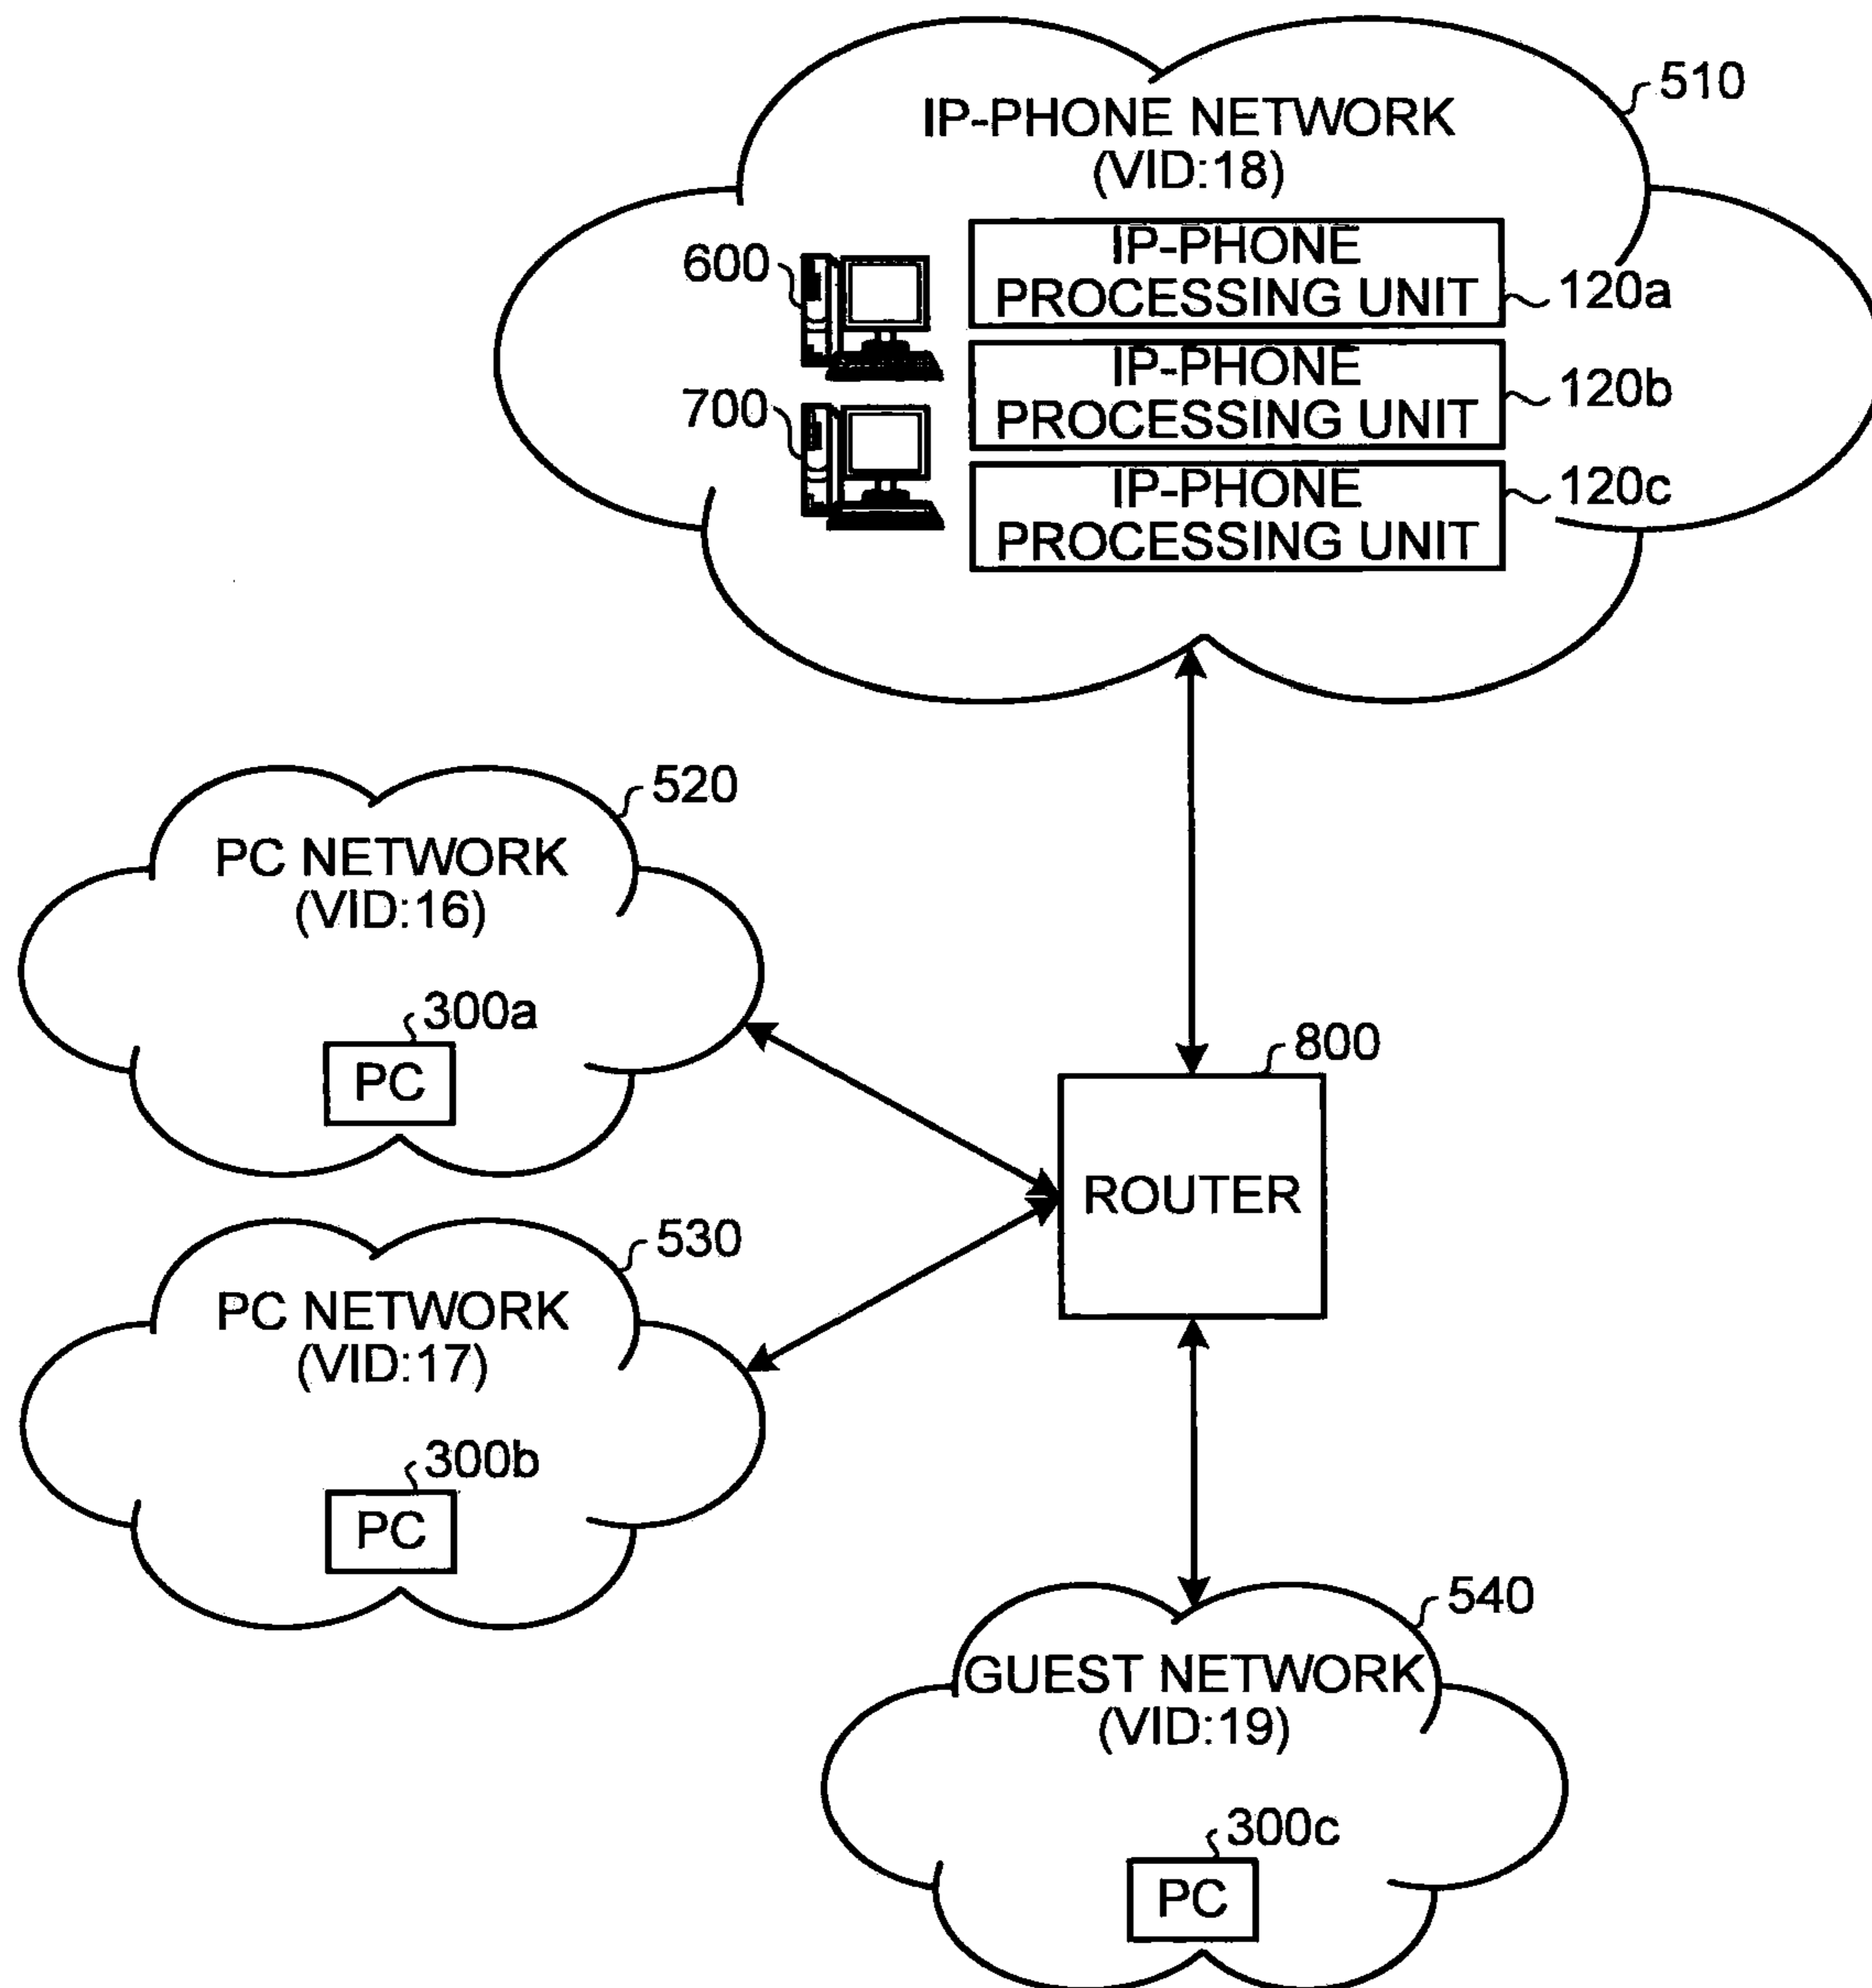 510
IP-PHONE NETWORK
(VID:18)
600
IP-PHONE
PROCESSING UNIT
120a
700
IP-PHONE
PROCESSING UNIT
120b
IP-PHONE
PROCESSING UNIT
120c
520
PC NETWORK
(VID:16)
300a
PC
800
ROUTER
530
PC NETWORK
(VID:17)
300b
PC
540
GUEST NETWORK
(VID:19)
300c
PC